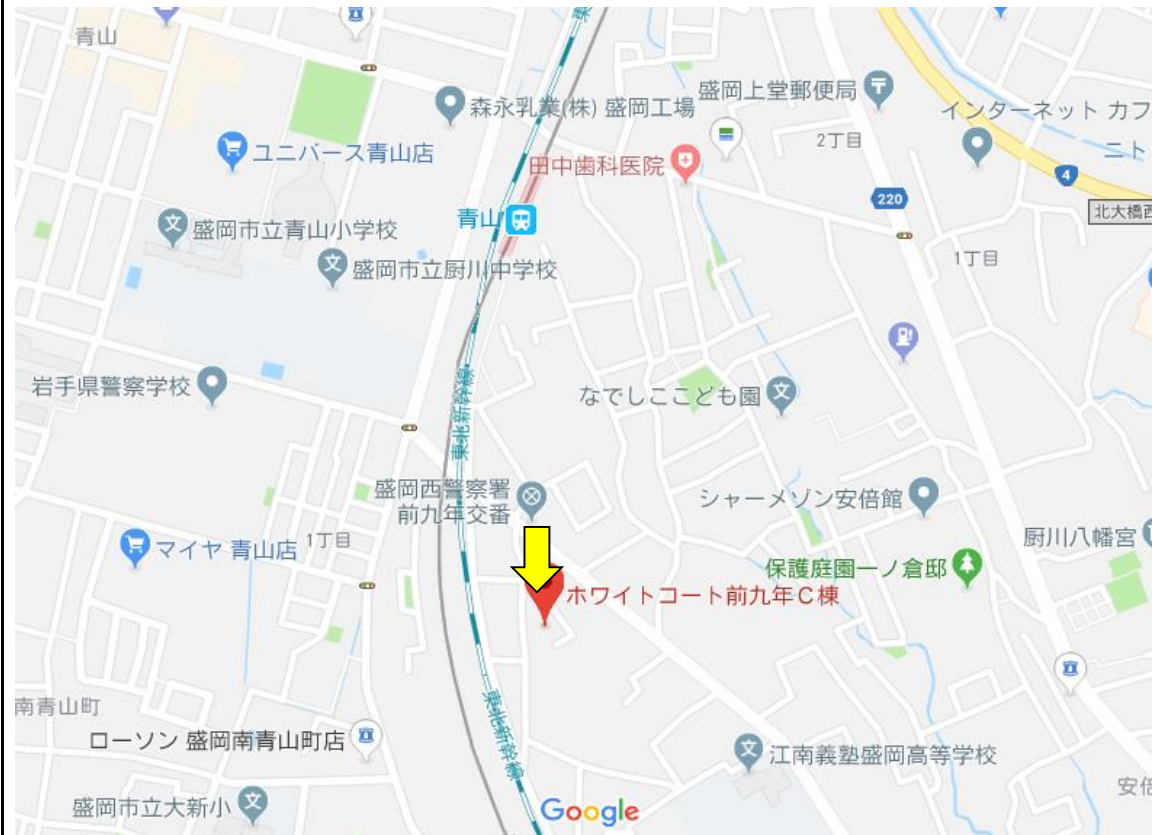 青山
森永乳業(株) 盛岡工場
盛岡上堂郵便局
インターネット カフ
ニト
2丁目
ユニバース青山店
田中歯科医院
4
220
北大橋西
青山
盛岡市立青山小学校
1丁目
盛岡市立厨川中学校
岩手県警察学校
なでしここども園
東北新幹線
盛岡西警察署
前九年交番
シャーメゾン安倍館
厨川八幡宮
マイヤ 青山店
1丁目
保護庭園一ノ倉邸
ホワイトコート前九年C棟
南青山町
東北新幹線
ローソン 盛岡南青山町店
江南義塾盛岡高等学校
安倍
盛岡市立大新小
Google